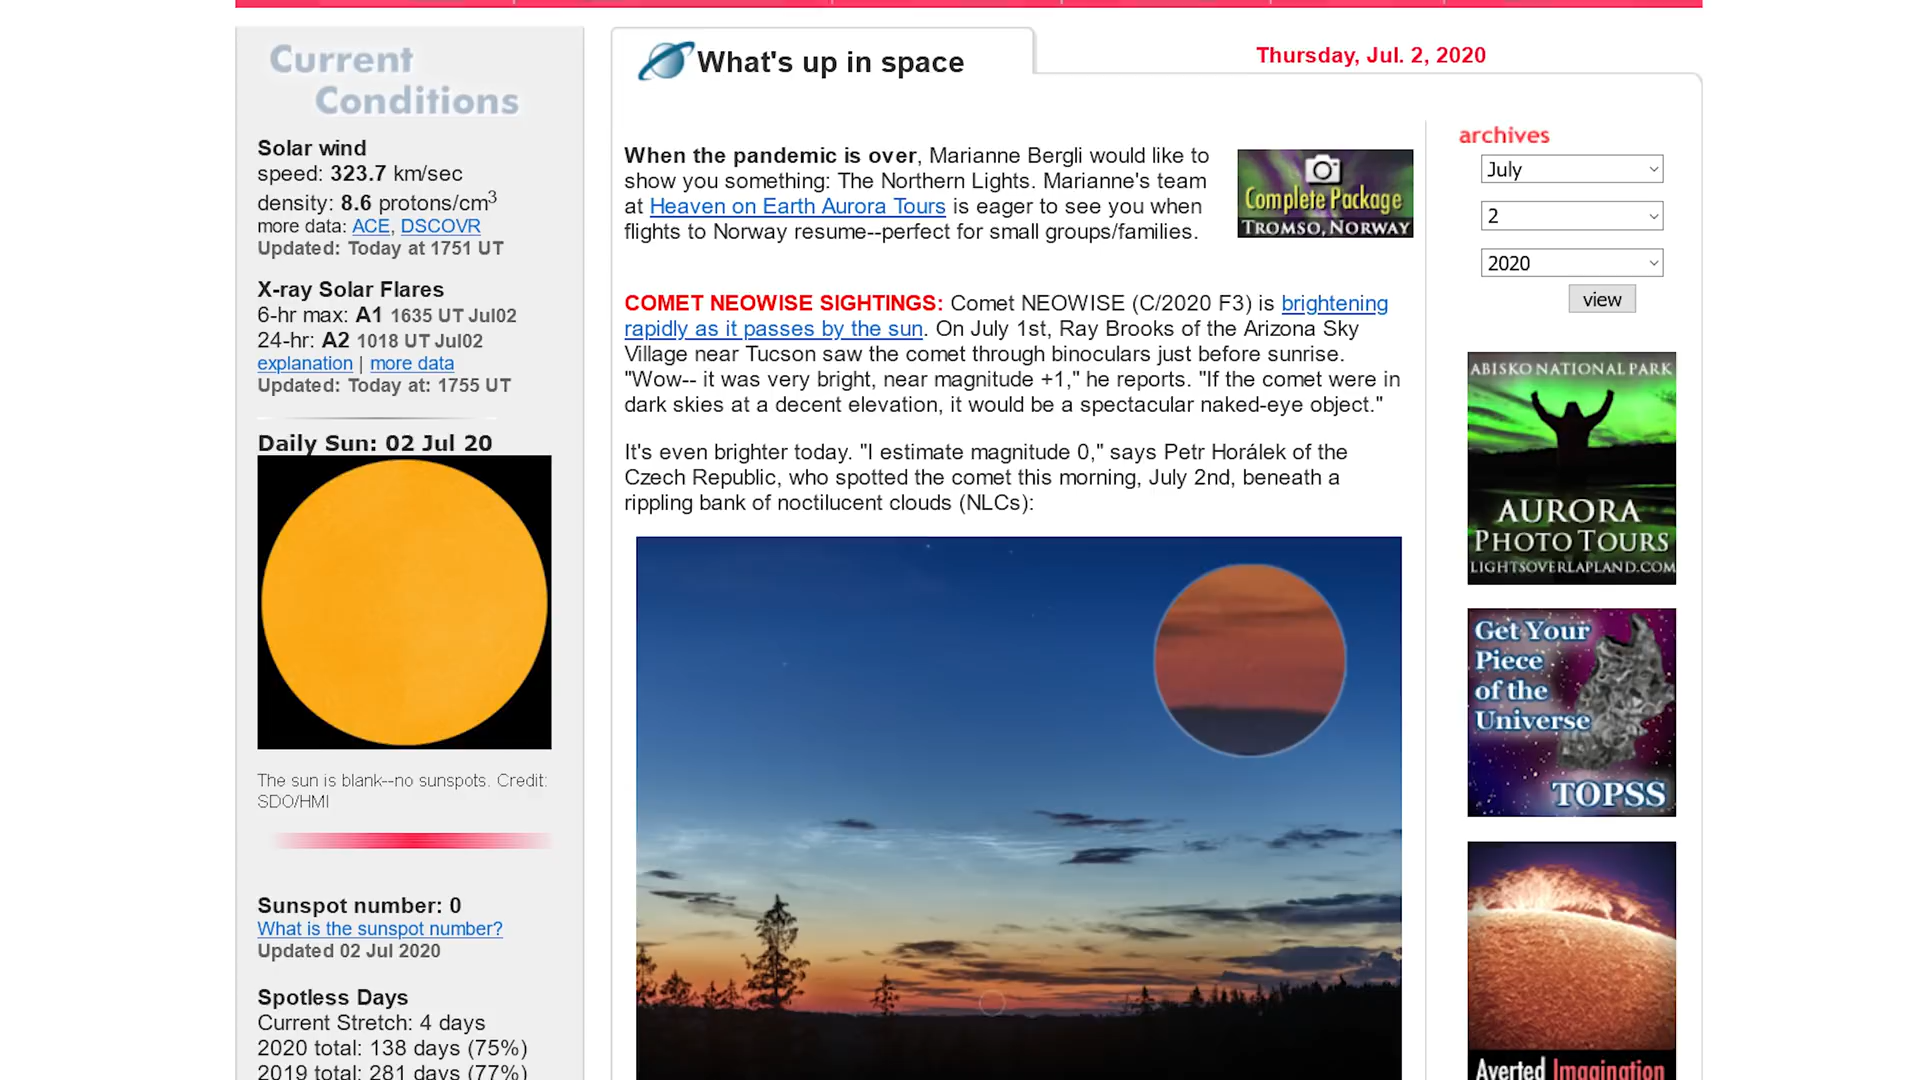 Current
Conditions
Solar wind
speed: 323.7 km/sec
density: 8.6 protons/cm³
more data: ACE, DSCOVR
Updated: Today at 1751 UT
X-ray Solar Flares
6-hr max: A1 1635 UT Jul02
24-hr: A2 1018 UT Jul02
explanation | more data
Updated: Today at: 1755 UT
Daily Sun: 02 Jul 20
The sun is blank--no sunspots. Credit:
SDO/HMI
Sunspot number: 0
What is the sunspot number?
Updated 02 Jul 2020
Spotless Days
Current Stretch: 4 days
2020 total: 138 days (75%)
2019 total: 281 days (77%)
What's up in space
Thursday, Jul. 2, 2020
When the pandemic is over, Marianne Bergli would like to
show you something: The Northern Lights. Marianne's team
at Heaven on Earth Aurora Tours is eager to see you when
flights to Norway resume--perfect for small groups/families.
Complete Package
TROMSO, NORWAY
COMET NEOWISE SIGHTINGS: Comet NEOWISE (C/2020 F3) is brightening
rapidly as it passes by the sun. On July 1st, Ray Brooks of the Arizona Sky
Village near Tucson saw the comet through binoculars just before sunrise.
"Wow-- it was very bright, near magnitude +1," he reports. "If the comet were in
dark skies at a decent elevation, it would be a spectacular naked-eye object."
It's even brighter today. "I estimate magnitude 0," says Petr Horálek of the
Czech Republic, who spotted the comet this morning, July 2nd, beneath a
rippling bank of noctilucent clouds (NLCs):
archives
July
2
2020
view
ABISKO NATIONAL PARK
AURORA
PHOTO TOURS
LIGHTSOVERLAPLAND.COM
Get Your
Piece
of the
Universe
TOPSS
Averted Imagination